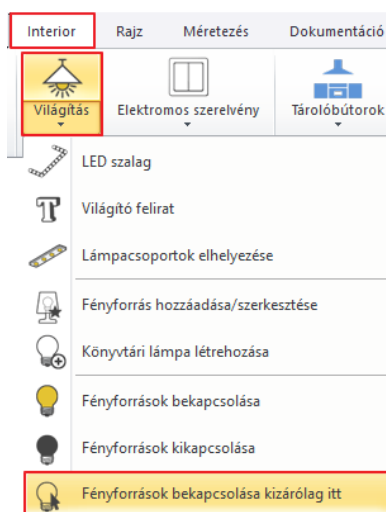 Interior Rajz Méretezés Dokumentáció
Világítás Elektromos szerelvény Tárolóbútorok
LED szalag
Világító felirat
Lámpacsoportok elhelyezése
Fényforrás hozzáadása/szerkesztése
Könyvtári lámpa létrehozása
Fényforrások bekapcsolása
Fényforrások kikapcsolása
Fényforrások bekapcsolása kizárólag itt